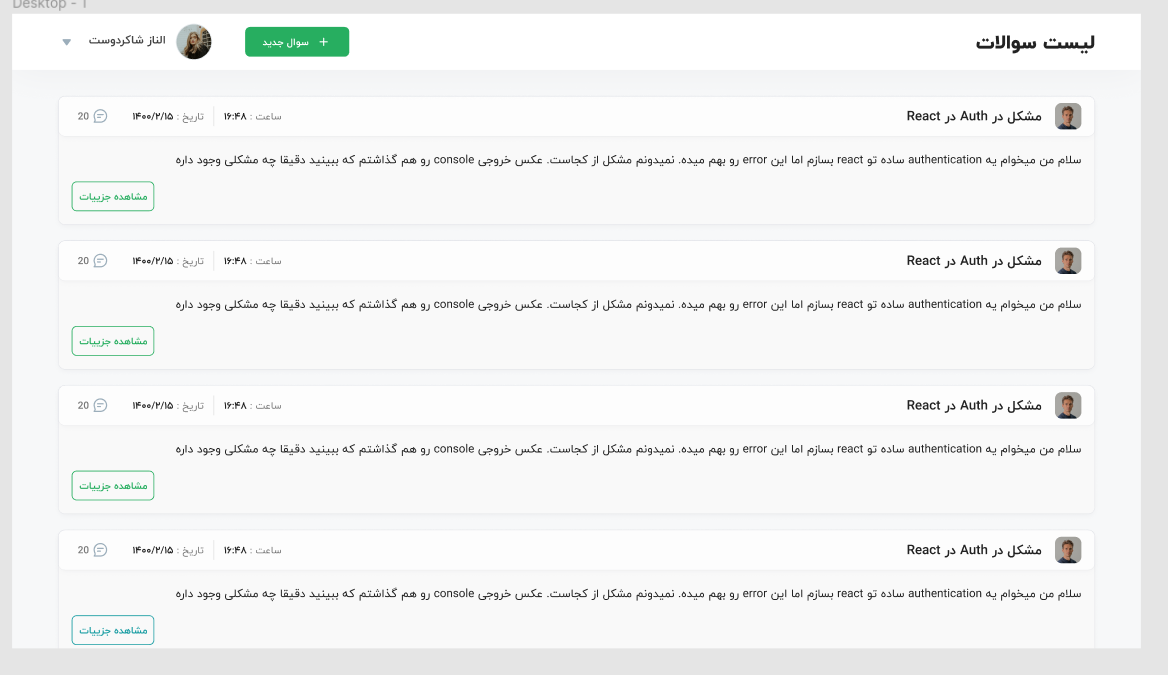 Desktop - 1
لیست سوالات
+ سوال جدید
الناز شاکردوست
مشکل در Auth در React
ساعت : ۱۶:۴۸
تاریخ : ۱۴۰۰/۲/۱۵
20
سلام من میخوام یه authentication ساده تو react بسازم اما این error رو بهم میده. نمیدونم مشکل از کجاست. عکس خروجی console رو هم گذاشتم که ببینید دقیقا چه مشکلی وجود داره
مشاهده جزییات
مشکل در Auth در React
ساعت : ۱۶:۴۸
تاریخ : ۱۴۰۰/۲/۱۵
20
سلام من میخوام یه authentication ساده تو react بسازم اما این error رو بهم میده. نمیدونم مشکل از کجاست. عکس خروجی console رو هم گذاشتم که ببینید دقیقا چه مشکلی وجود داره
مشاهده جزییات
مشکل در Auth در React
ساعت : ۱۶:۴۸
تاریخ : ۱۴۰۰/۲/۱۵
20
سلام من میخوام یه authentication ساده تو react بسازم اما این error رو بهم میده. نمیدونم مشکل از کجاست. عکس خروجی console رو هم گذاشتم که ببینید دقیقا چه مشکلی وجود داره
مشاهده جزییات
مشکل در Auth در React
ساعت : ۱۶:۴۸
تاریخ : ۱۴۰۰/۲/۱۵
20
سلام من میخوام یه authentication ساده تو react بسازم اما این error رو بهم میده. نمیدونم مشکل از کجاست. عکس خروجی console رو هم گذاشتم که ببینید دقیقا چه مشکلی وجود داره
مشاهده جزییات